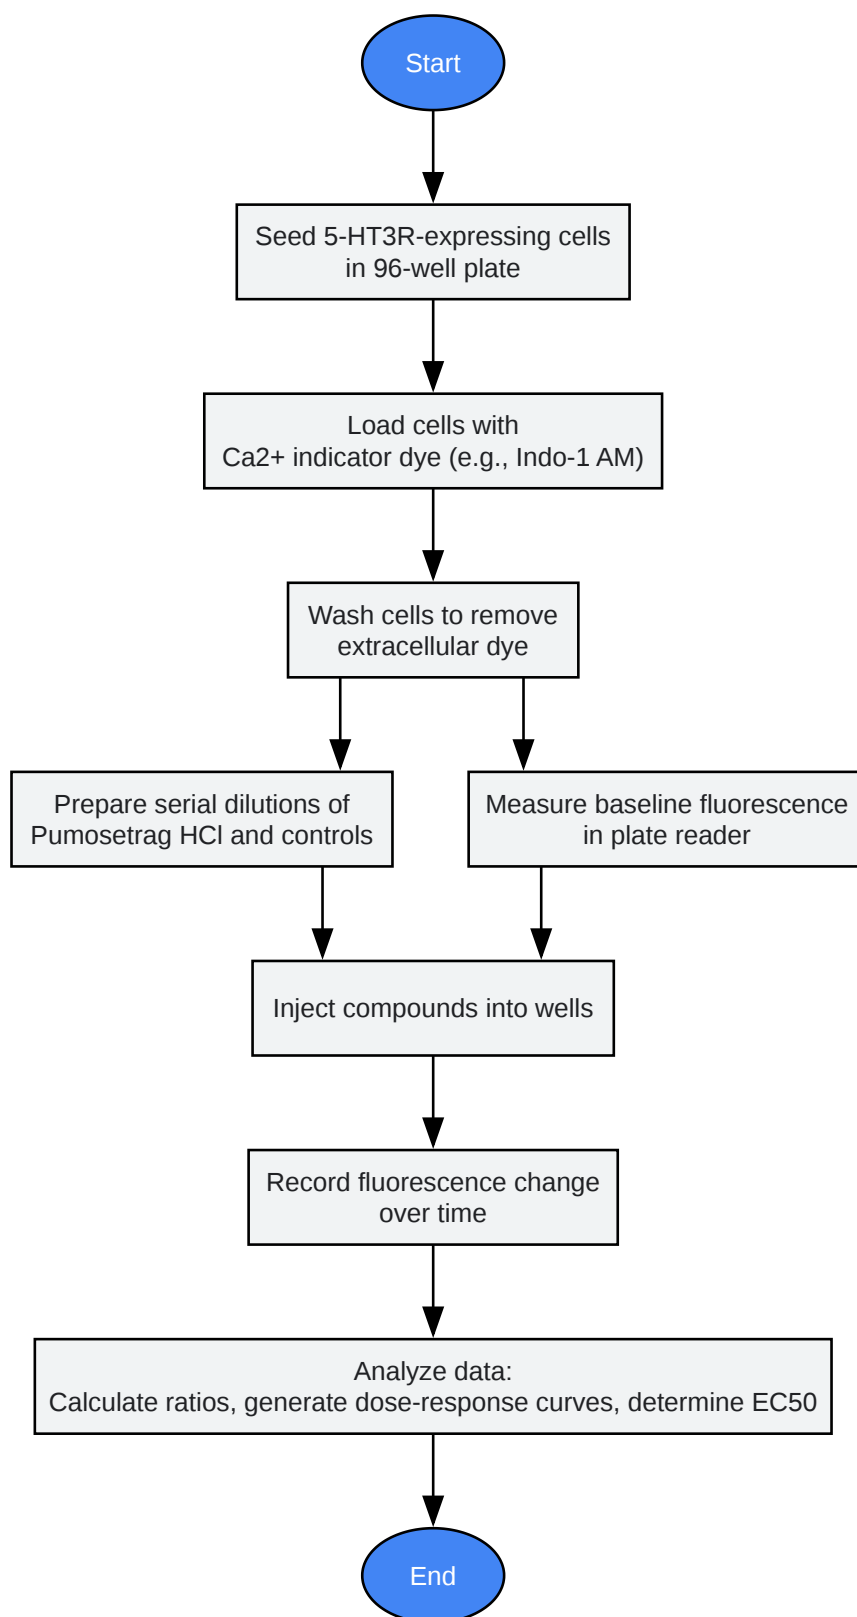 Start
Seed 5-HT3R-expressing cells
in 96-well plate
Load cells with
Ca2+ indicator dye (e.g., Indo-1 AM)
Wash cells to remove
extracellular dye
Prepare serial dilutions of
Pumosetrag HCl and controls
Measure baseline fluorescence
in plate reader
Inject compounds into wells
Record fluorescence change
over time
Analyze data:
Calculate ratios, generate dose-response curves, determine EC50
End